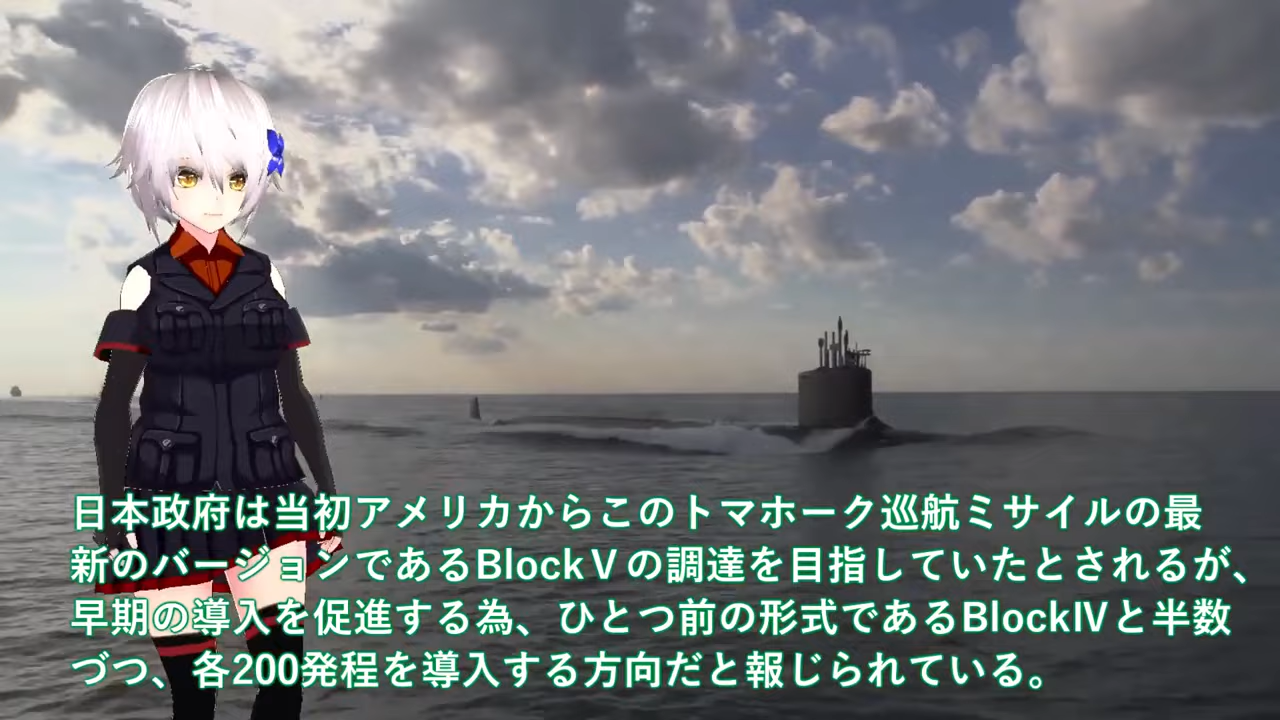 日本政府は当初アメリカからこのトマホーク巡航ミサイルの最
新のバージョンであるBlockⅤの調達を目指していたとされるが、
早期の導入を促進する為、ひとつ前の形式であるBlockⅣと半数
づつ、各200発程を導入する方向だと報じられている。